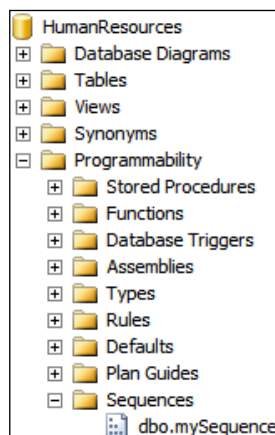 HumanResources
Database Diagrams
Tables
Views
Synonyms
Programmability
Stored Procedures
Functions
Database Triggers
Assemblies
Types
Rules
Defaults
Plan Guides
Sequences
dbo.mySequence